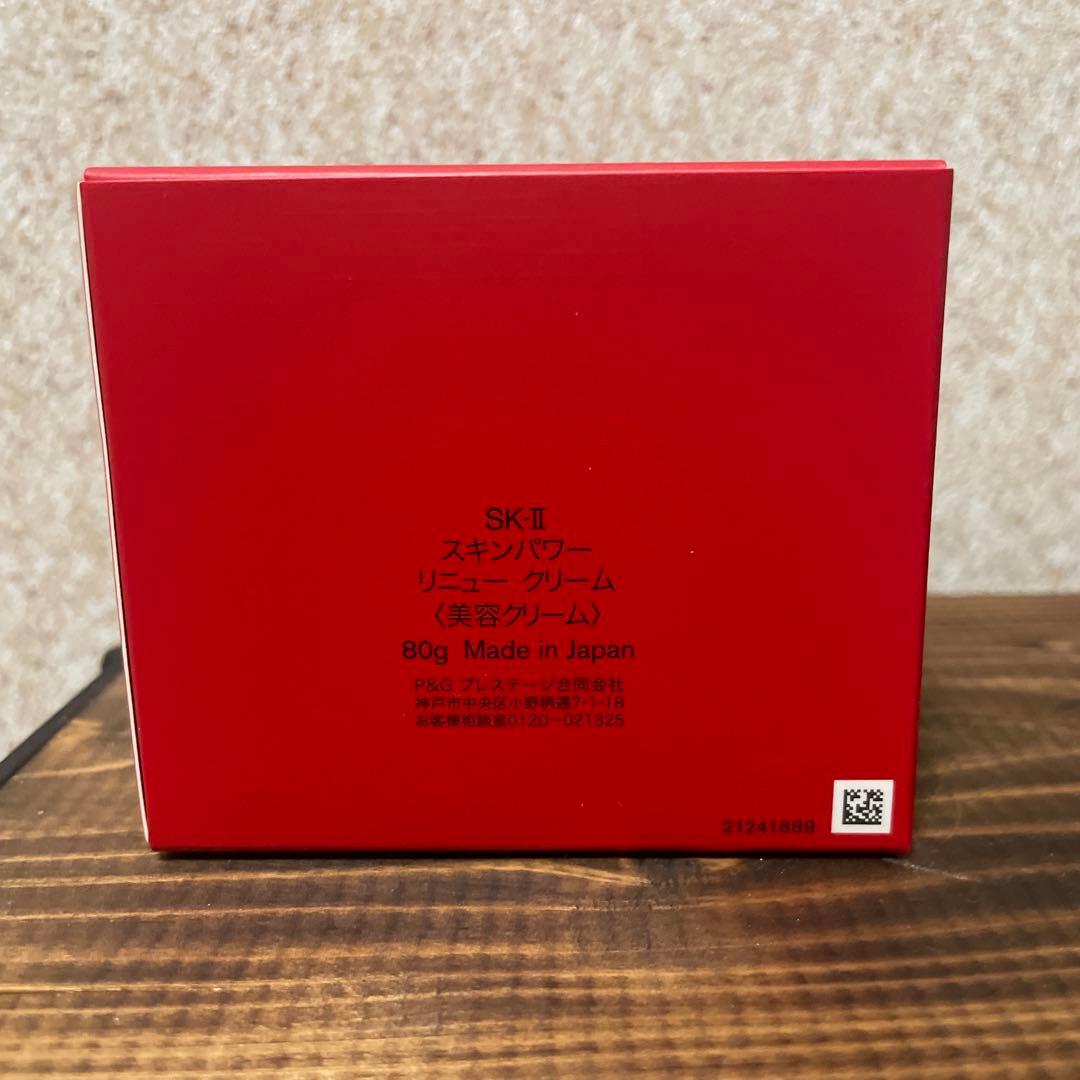 SK-Ⅱ
スキンパワー
リニュー クリーム
〈美容クリーム〉
80g Made in Japan
P&G プレステージ合同会社
神戸市中央区小野柄通7-1-18
お客様相談室0120-021325
21241889